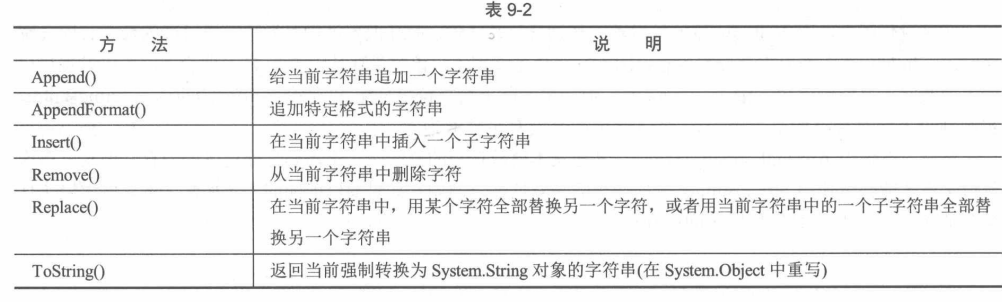 表 9-2
方 法 说 明
Append() 给当前字符串追加一个字符串
AppendFormat() 追加特定格式的字符串
Insert() 在当前字符串中插入一个子字符串
Remove() 从当前字符串中删除字符
Replace() 在当前字符串中，用某个字符全部替换另一个字符，或者用当前字符串中的一个子字符串全部替
换另一个字符串
ToString() 返回当前强制转换为 System.String 对象的字符串(在 System.Object 中重写)